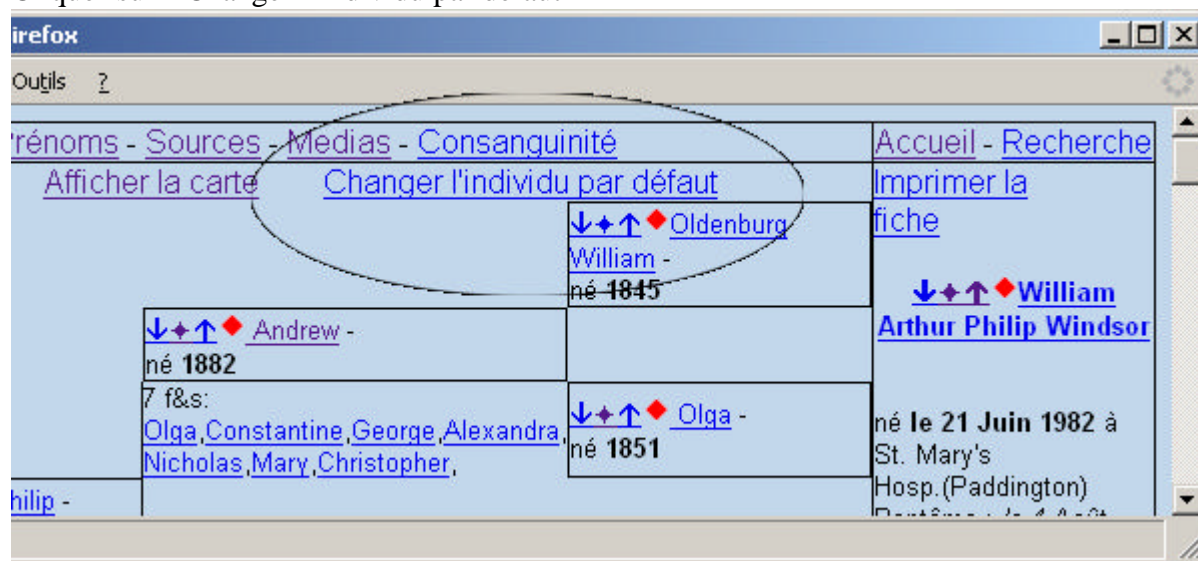 irefox
Outils ?
rénoms - Sources - Medias - Consanguinité
Accueil - Recherche
Afficher la carte Changer l'individu par défaut
Imprimer la
fiche
Oldenburg
William -
né 1845
William
Arthur Philip Windsor
Andrew -
né 1882
7 f&s:
Olga,Constantine,George,Alexandra,
Nicholas,Mary,Christopher,
Olga -
né 1851
né le 21 Juin 1982 à
St. Mary's
Hosp.(Paddington)
hilip -